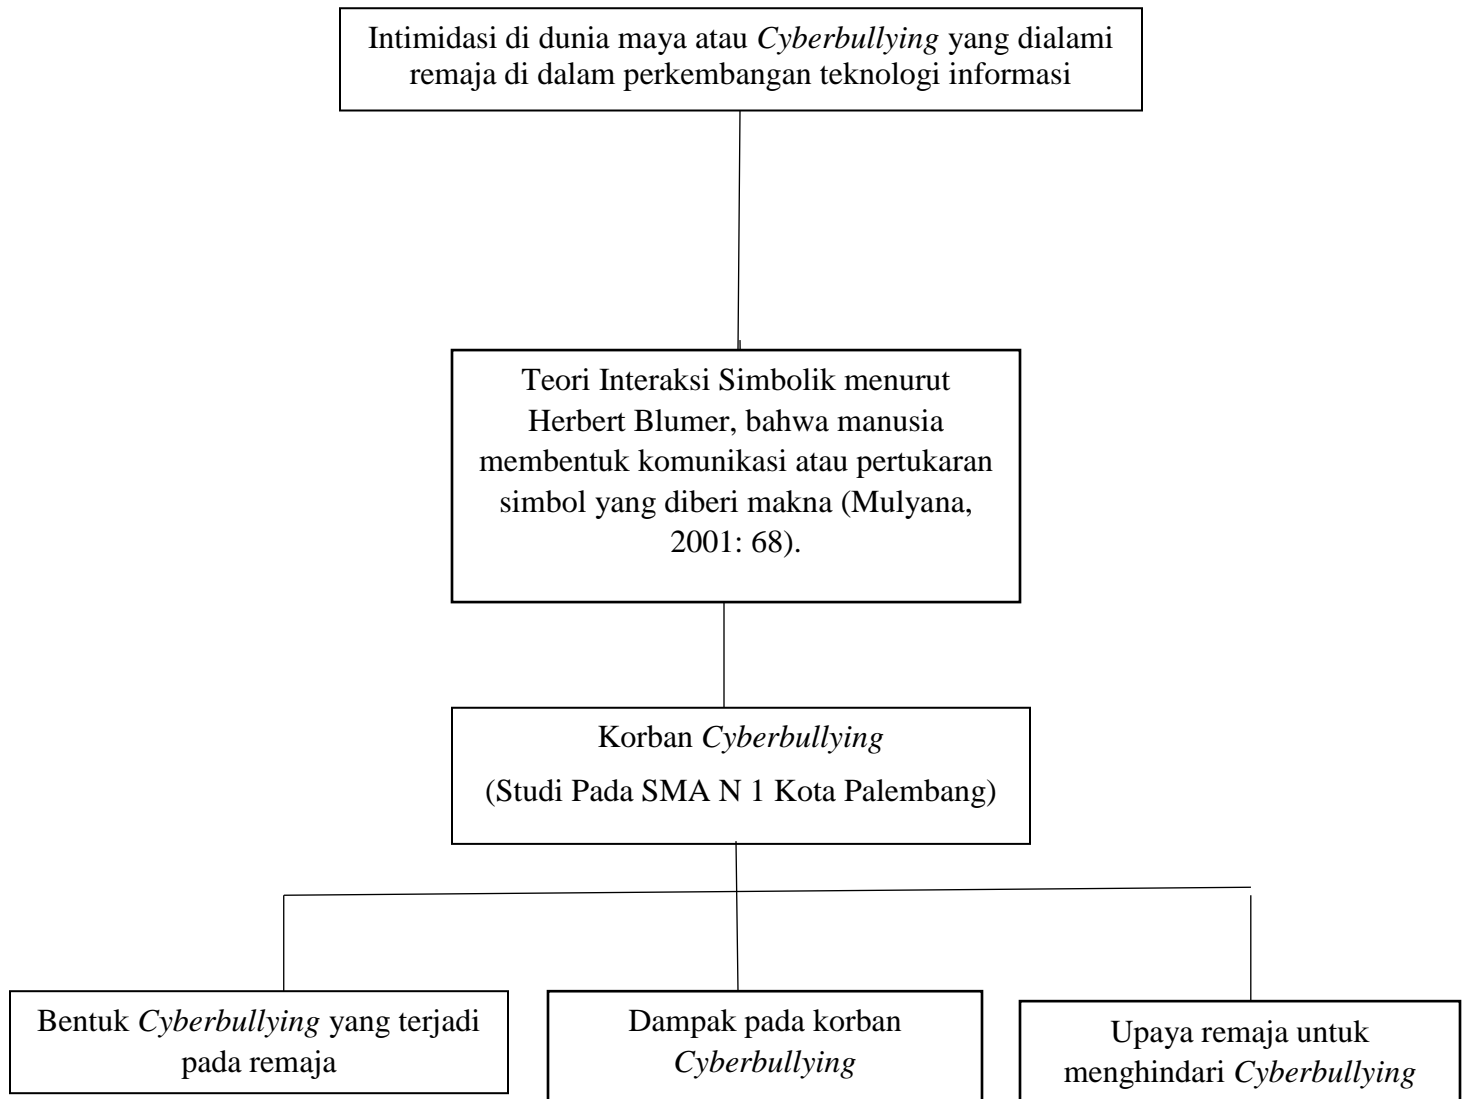 Intimidasi di dunia maya atau Cyberbullying yang dialami
remaja di dalam perkembangan teknologi informasi
Teori Interaksi Simbolik menurut
Herbert Blumer, bahwa manusia
membentuk komunikasi atau pertukaran
simbol yang diberi makna (Mulyana,
2001: 68).
Korban Cyberbullying
(Studi Pada SMA N 1 Kota Palembang)
Bentuk Cyberbullying yang terjadi
pada remaja
Dampak pada korban
Cyberbullying
Upaya remaja untuk
menghindari Cyberbullying